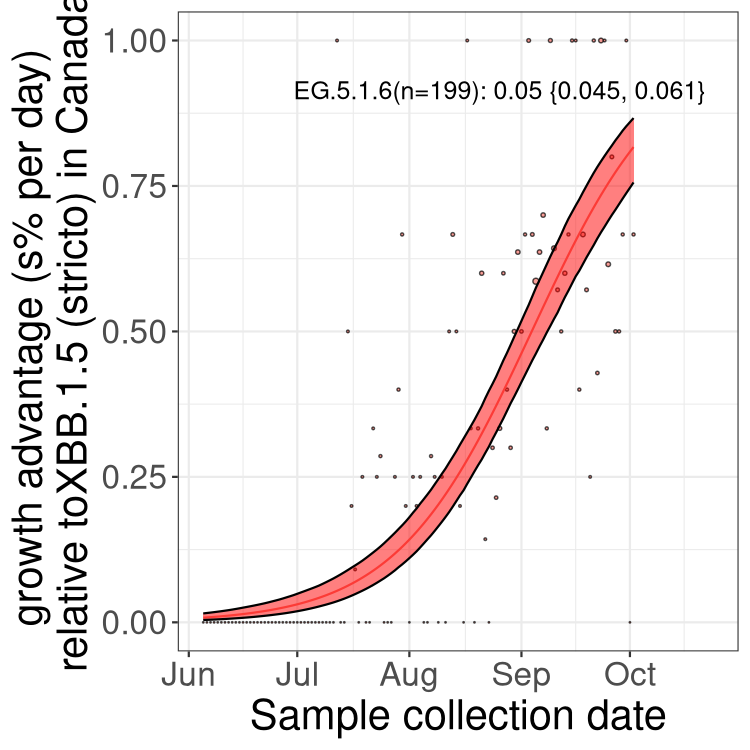 growth advantage (s% per day)
relative toXBB.1.5 (stricto) in Canada
1.00
0.75
0.50
0.25
0.00
EG.5.1.6(n=199): 0.05 {0.045, 0.061}
Jun Jul Aug Sep Oct
Sample collection date